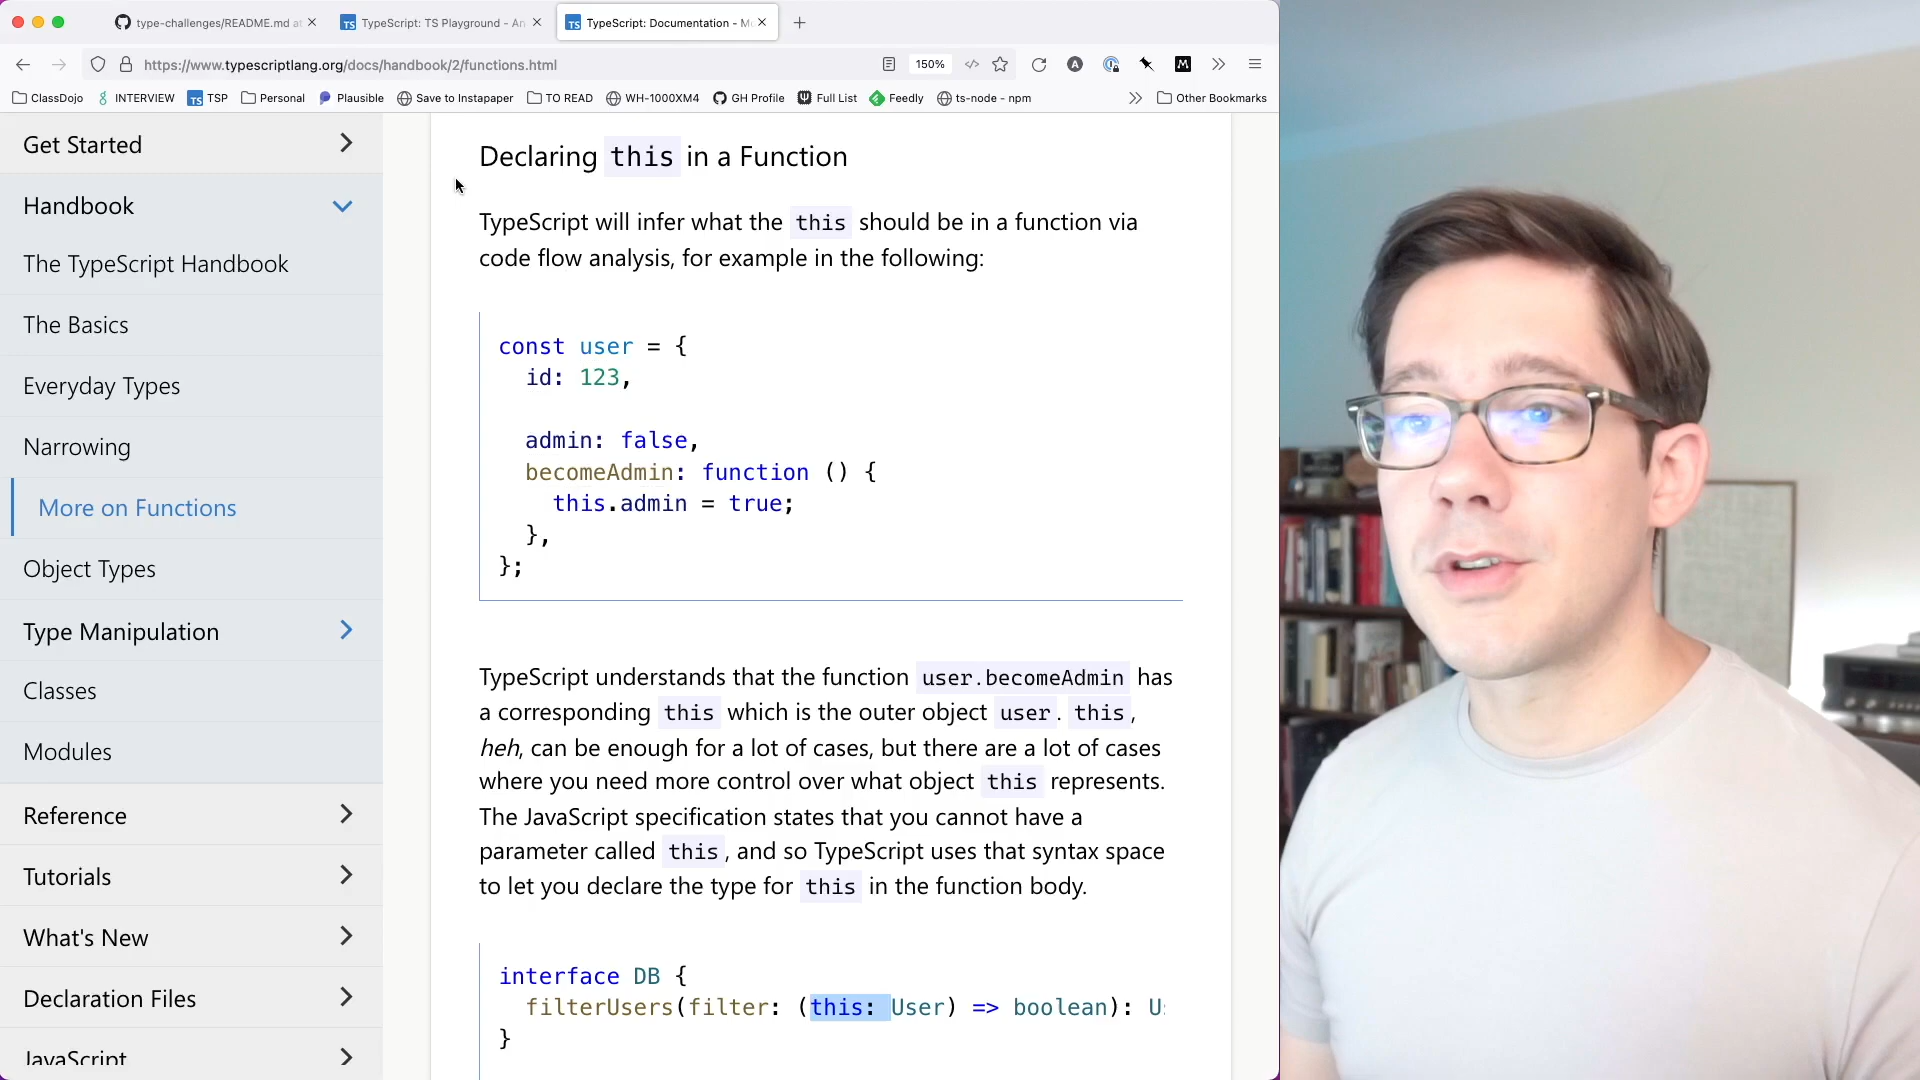 type-challenges/README.md at
TypeScript: TS Playground - An
TypeScript: Documentation - Mo
https://www.typescriptlang.org/docs/handbook/2/functions.html
150%
ClassDojo
INTERVIEW
TSP
Personal
Plausible
Save to Instapaper
TO READ
WH-1000XM4
GH Profile
Full List
Feedly
ts-node - npm
Other Bookmarks
Get Started
Handbook
The TypeScript Handbook
The Basics
Everyday Types
Narrowing
More on Functions
Object Types
Type Manipulation
Classes
Modules
Reference
Tutorials
What's New
Declaration Files
JavaScript
Declaring this in a Function
TypeScript will infer what the this should be in a function via
code flow analysis, for example in the following:
const user = {
id: 123,
admin: false,
becomeAdmin: function () {
this.admin = true;
},
};
TypeScript understands that the function user.becomeAdmin has
a corresponding this which is the outer object user. this,
heh, can be enough for a lot of cases, but there are a lot of cases
where you need more control over what object this represents.
The JavaScript specification states that you cannot have a
parameter called this, and so TypeScript uses that syntax space
to let you declare the type for this in the function body.
interface DB {
filterUsers(filter: (this: User) => boolean): Us
}